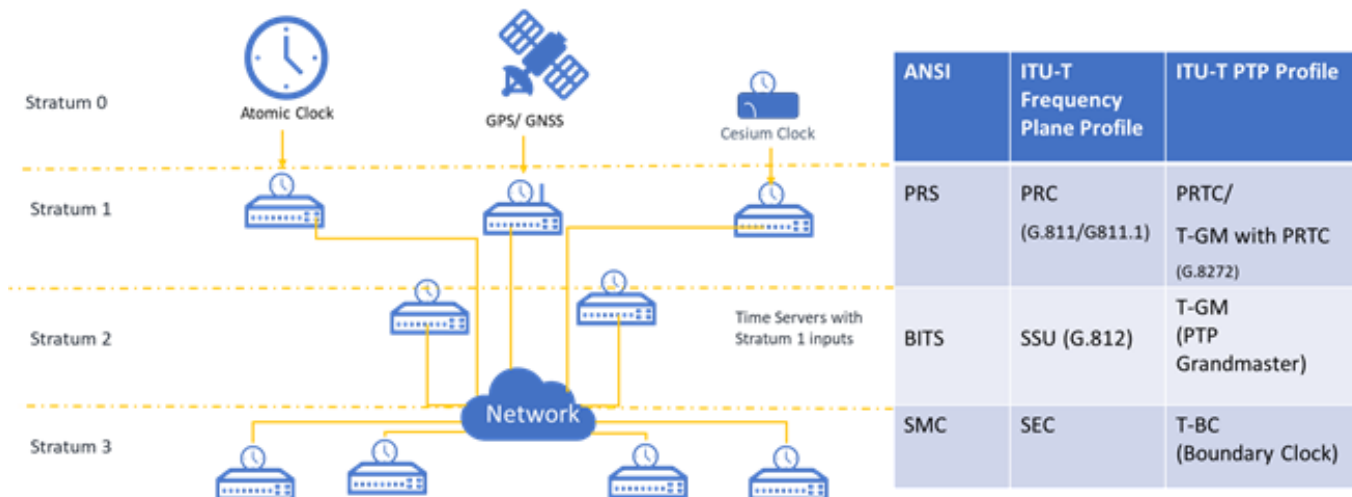 Stratum 0
Atomic Clock
GPS/ GNSS
Cesium Clock
Stratum 1
Stratum 2
Time Servers with
Stratum 1 inputs
Network
Stratum 3
ANSI
ITU-T
Frequency
Plane Profile
ITU-T PTP Profile
PRS
PRC
(G.811/G811.1)
PRTC/
T-GM with PRTC
(G.8272)
BITS
SSU (G.812)
T-GM
(PTP
Grandmaster)
SMC
SEC
T-BC
(Boundary Clock)